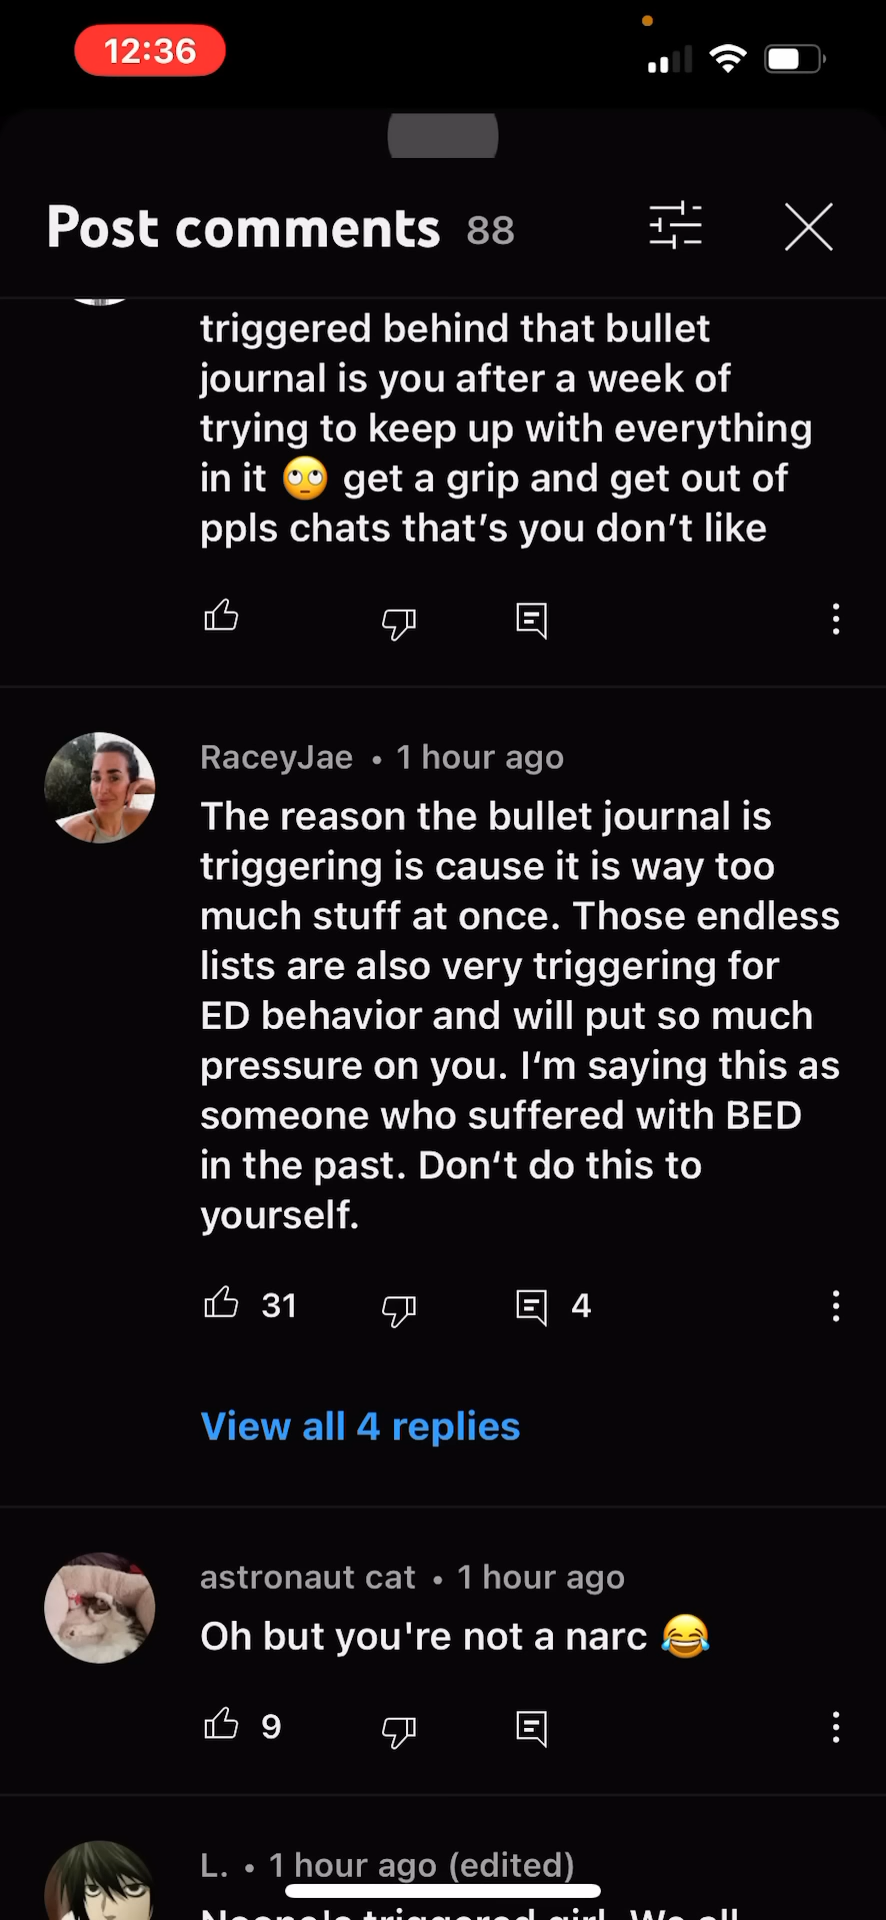 12:36
Post comments 88
triggered behind that bullet
journal is you after a week of
trying to keep up with everything
in it 🙄 get a grip and get out of
ppls chats that’s you don’t like
RaceyJae • 1 hour ago
The reason the bullet journal is
triggering is cause it is way too
much stuff at once. Those endless
lists are also very triggering for
ED behavior and will put so much
pressure on you. I‘m saying this as
someone who suffered with BED
in the past. Don‘t do this to
yourself.
31 4
View all 4 replies
astronaut cat • 1 hour ago
Oh but you're not a narc 😂
9
L. • 1 hour ago (edited)
triggered girl. We all